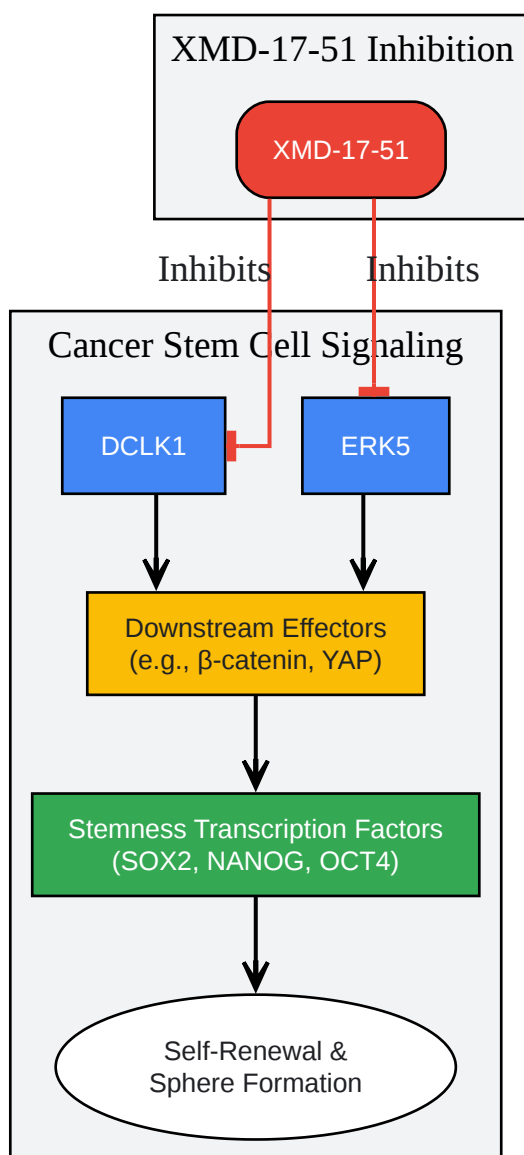 XMD-17-51 Inhibition
XMD-17-51
Inhibits
Inhibits
Cancer Stem Cell Signaling
DCLK1
ERK5
Downstream Effectors
(e.g., β-catenin, YAP)
Stemness Transcription Factors
(SOX2, NANOG, OCT4)
Self-Renewal &
Sphere Formation